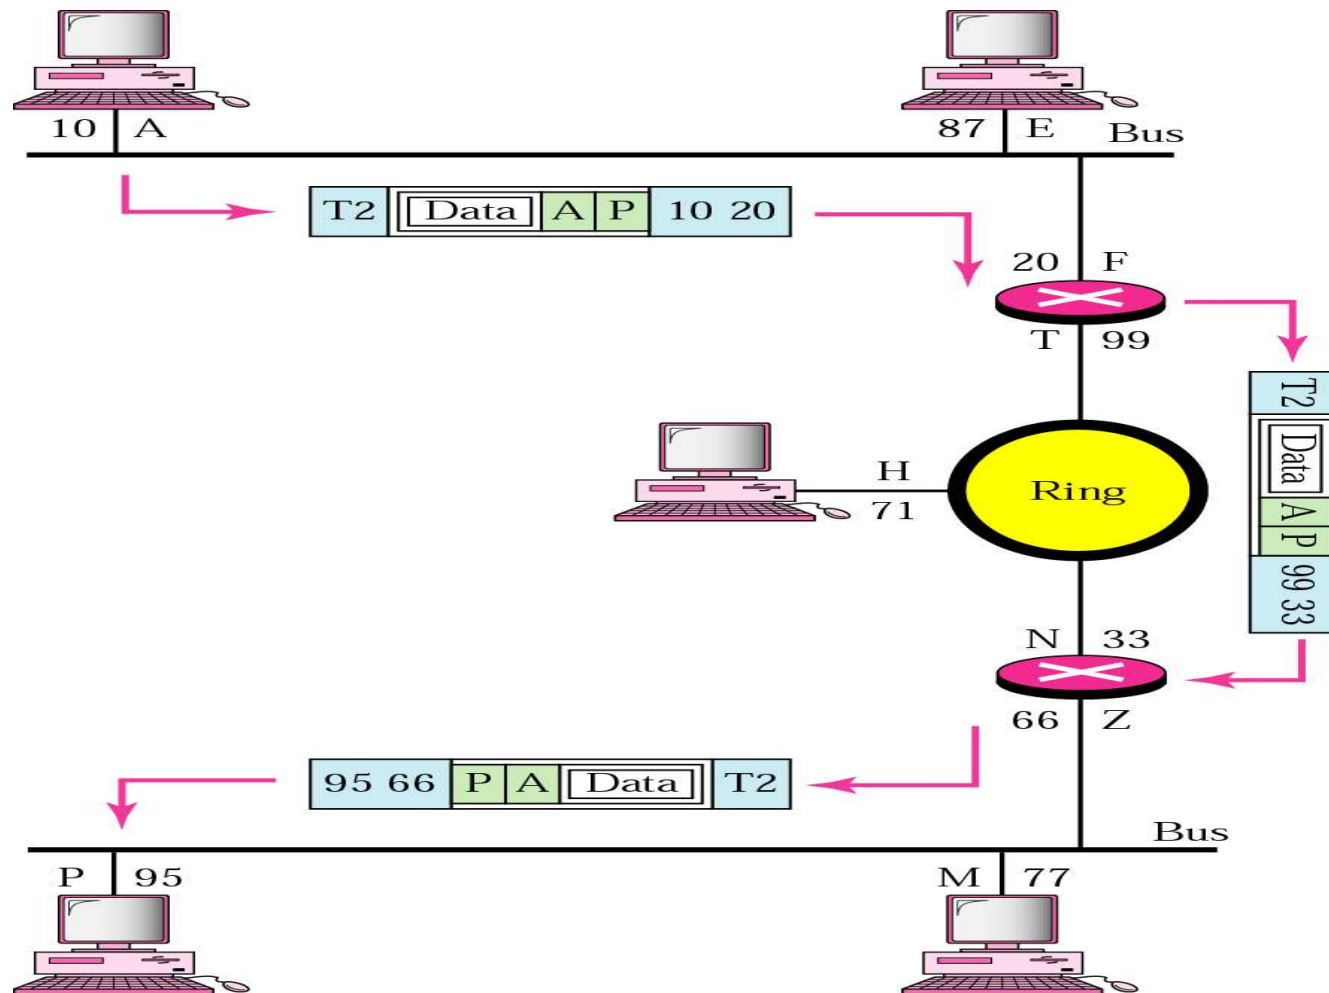 10 A
87 E
Bus
T2 Data A P 10 20
20 F
T 99
T2 Data A P 99 33
H
71
Ring
N 33
66 Z
95 66 P A Data T2
Bus
P 95
M 77